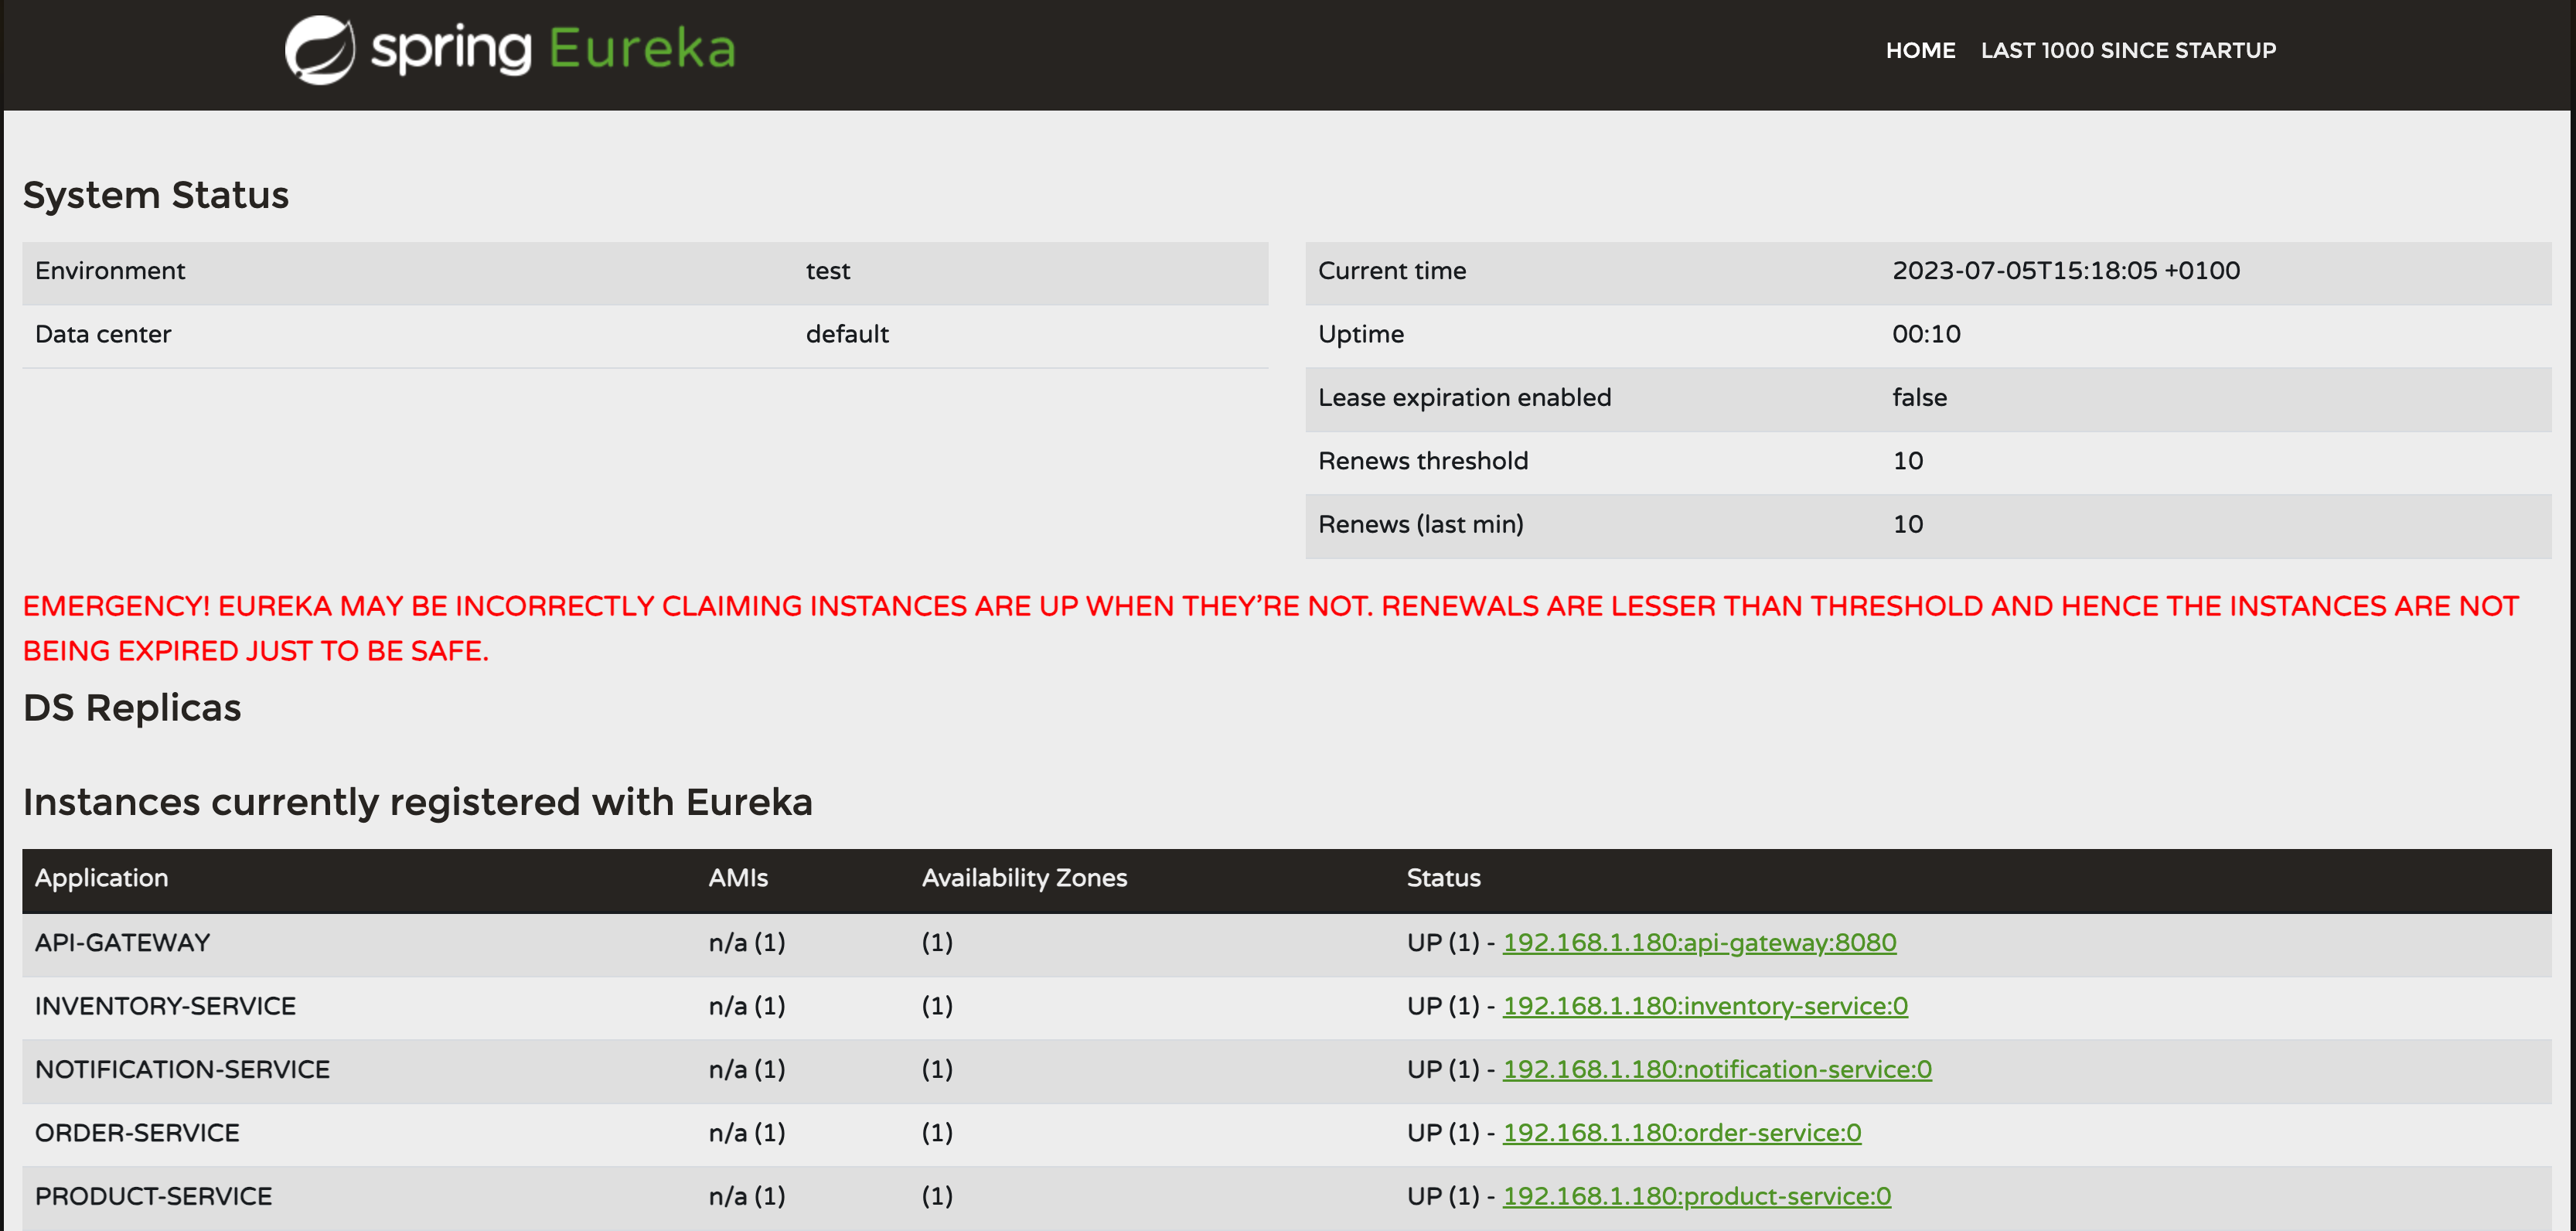 spring Eureka
HOME LAST 1000 SINCE STARTUP
System Status
Environment test
Data center default
Current time 2023-07-05T15:18:05 +0100
Uptime 00:10
Lease expiration enabled false
Renews threshold 10
Renews (last min) 10
EMERGENCY! EUREKA MAY BE INCORRECTLY CLAIMING INSTANCES ARE UP WHEN THEY'RE NOT. RENEWALS ARE LESSER THAN THRESHOLD AND HENCE THE INSTANCES ARE NOT
BEING EXPIRED JUST TO BE SAFE.
DS Replicas
Instances currently registered with Eureka
Application AMIs Availability Zones Status
API-GATEWAY n/a (1) (1) UP (1) - 192.168.1.180:api-gateway:8080
INVENTORY-SERVICE n/a (1) (1) UP (1) - 192.168.1.180:inventory-service:0
NOTIFICATION-SERVICE n/a (1) (1) UP (1) - 192.168.1.180:notification-service:0
ORDER-SERVICE n/a (1) (1) UP (1) - 192.168.1.180:order-service:0
PRODUCT-SERVICE n/a (1) (1) UP (1) - 192.168.1.180:product-service:0